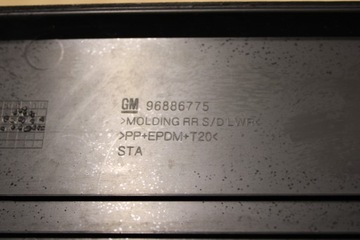 GM 96886775
>MOLDING RR S/D LWR<
>PP+EPDM+T20<
STA